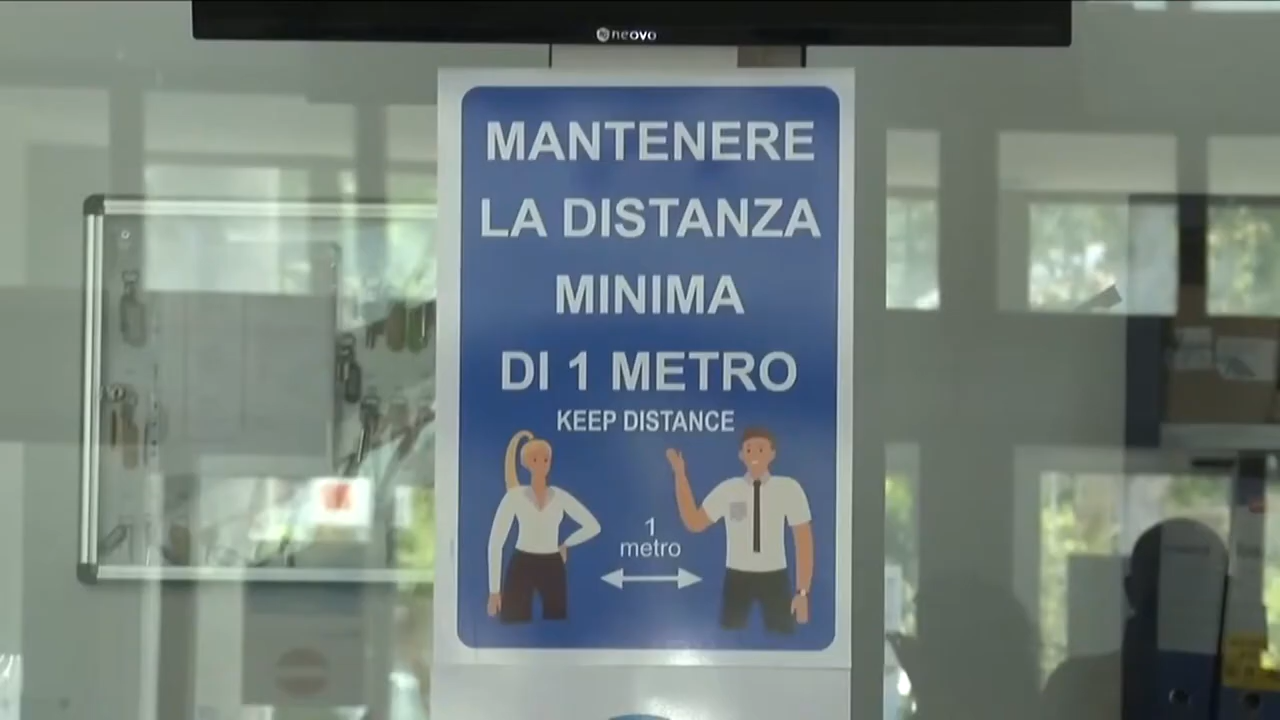 neovo
MANTENERE
LA DISTANZA
MINIMA
DI 1 METRO
KEEP DISTANCE
1
metro